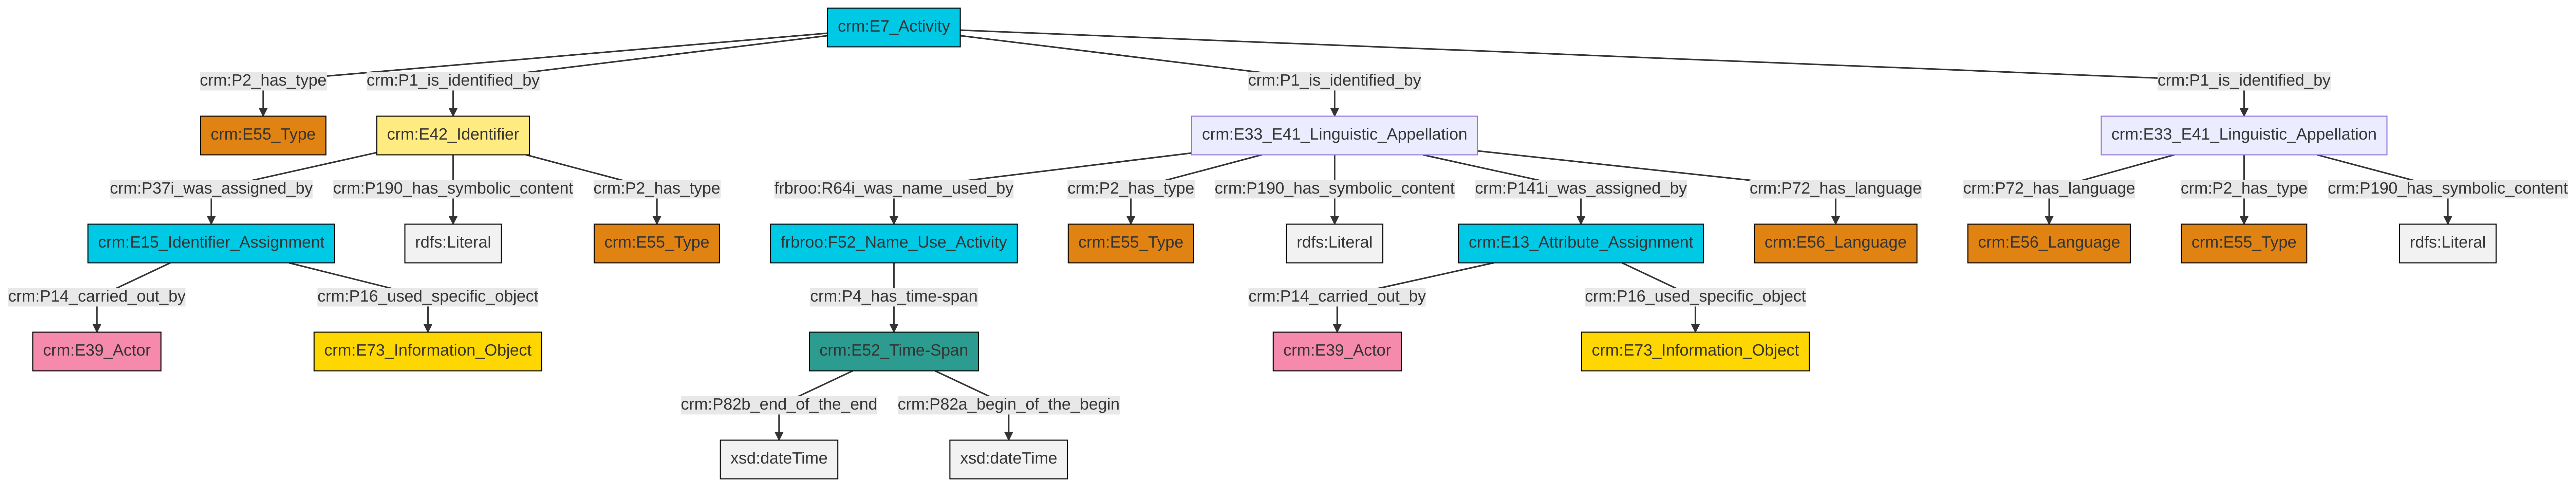 crm:E7_Activity
crm:P2_has_type
crm:P1_is_identified_by
crm:P1_is_identified_by
crm:P1_is_identified_by
crm:E55_Type
crm:E42_Identifier
crm:E33_E41_Linguistic_Appellation
crm:E33_E41_Linguistic_Appellation
crm:P37i_was_assigned_by
crm:P190_has_symbolic_content
crm:P2_has_type
frbroo:R64i_was_name_used_by
crm:P2_has_type
crm:P190_has_symbolic_content
crm:P141i_was_assigned_by
crm:P72_has_language
crm:P72_has_language
crm:P2_has_type
crm:P190_has_symbolic_content
crm:E15_Identifier_Assignment
rdfs:Literal
crm:E55_Type
frbroo:F52_Name_Use_Activity
crm:E55_Type
rdfs:Literal
crm:E13_Attribute_Assignment
crm:E56_Language
crm:E56_Language
crm:E55_Type
rdfs:Literal
crm:P14_carried_out_by
crm:P16_used_specific_object
crm:P4_has_time-span
crm:P14_carried_out_by
crm:P16_used_specific_object
crm:E39_Actor
crm:E73_Information_Object
crm:E52_Time-Span
crm:E39_Actor
crm:E73_Information_Object
crm:P82b_end_of_the_end
crm:P82a_begin_of_the_begin
xsd:dateTime
xsd:dateTime